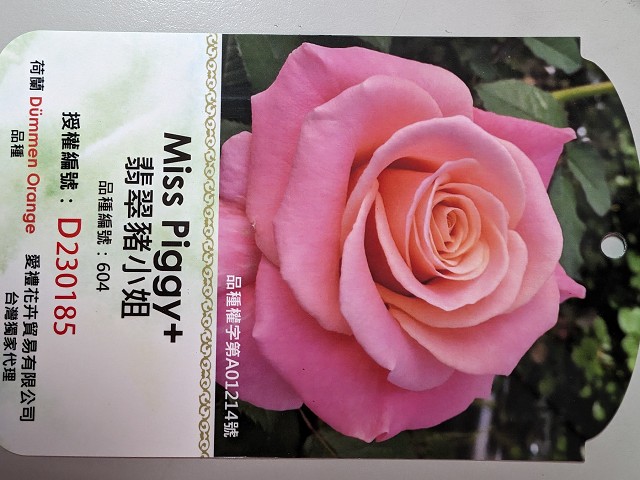 品種權字第A01214號
Miss Piggy+
翡翠豬小姐
品種編號：604
授權編號：D230185
荷蘭 Dümmen Orange 愛禮花卉貿易有限公司
品種 台灣獨家代理